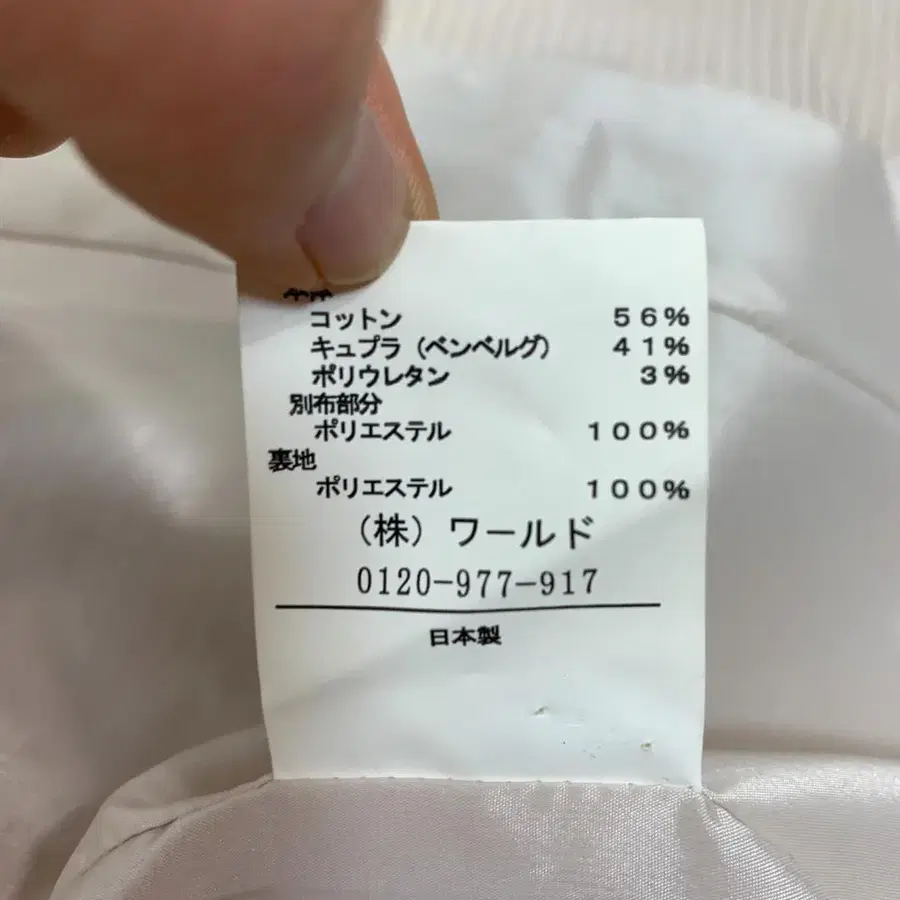 コットン 56%
キュプラ（ベンベルグ） 41%
ポリウレタン 3%
別布部分
ポリエステル 100%
裏地
ポリエステル 100%
（株）ワールド
0120-977-917
日本製